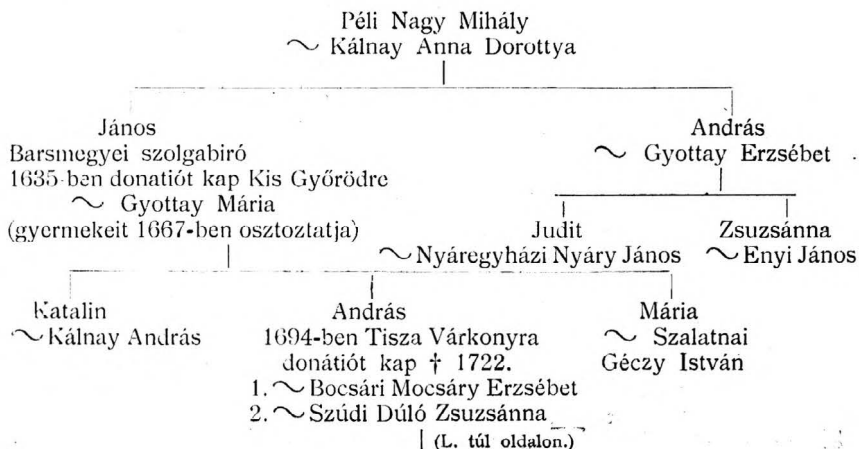 Péli Nagy Mihály
~ Kálnay Anna Dorottya
János
Barsmegyei szolgabiró
1635-ben donatiót kap Kis Győrödre
~ Gyottay Mária
(gyermekeit 1667-ben osztoztatja)
András
~ Gyottay Erzsébet
Judit
~ Nyáregyházi Nyáry János
Zsuzsánna
~ Enyi János
Katalin
~ Kálnay András
András
1694-ben Tisza Várkonyra
donátiót kap † 1722.
1. ~ Bocsári Mocsáry Erzsébet
2. ~ Szúdi Dúló Zsuzsánna
(L. túl oldalon.)
Mária
~ Szalatnai
Géczy István